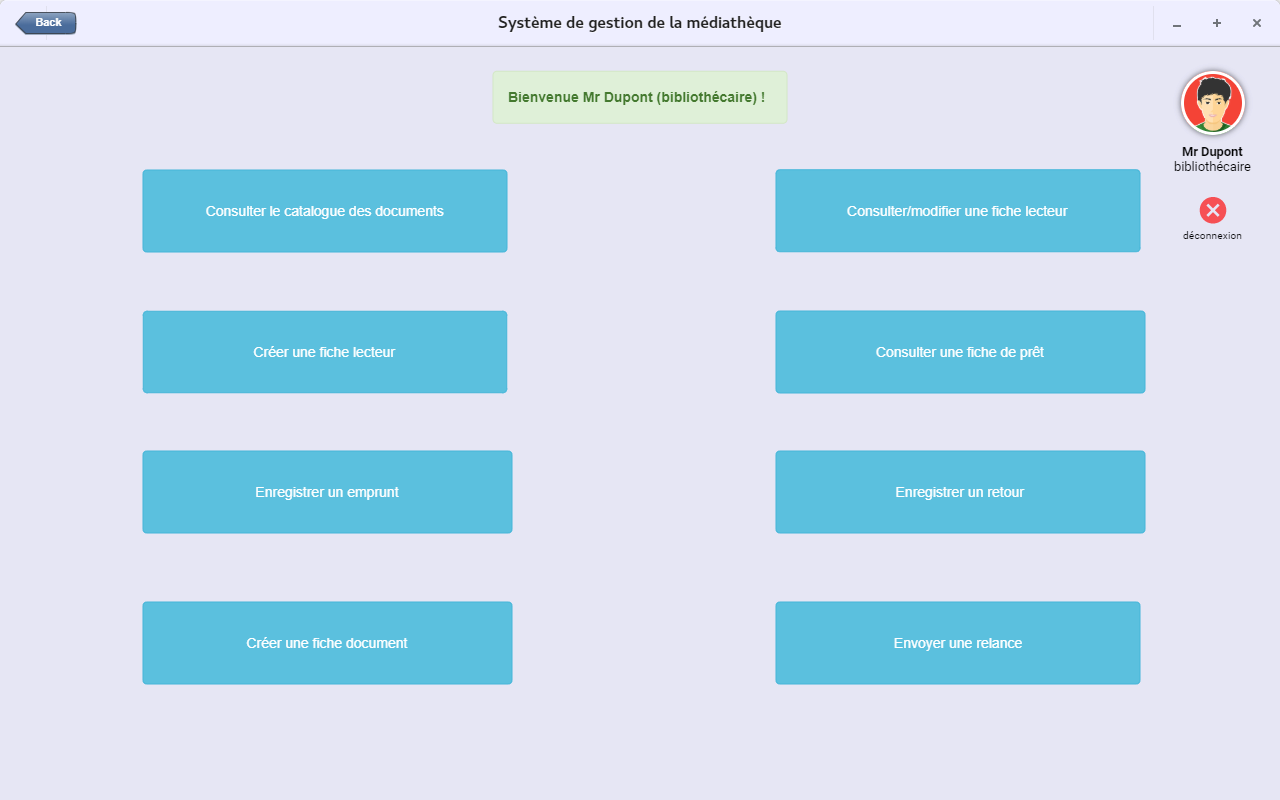 Back
Système de gestion de la médiathèque
Bienvenue Mr Dupont (bibliothécaire) !
Mr Dupont
bibliothécaire
déconnexion
Consulter le catalogue des documents
Consulter/modifier une fiche lecteur
Créer une fiche lecteur
Consulter une fiche de prêt
Enregistrer un emprunt
Enregistrer un retour
Créer une fiche document
Envoyer une relance